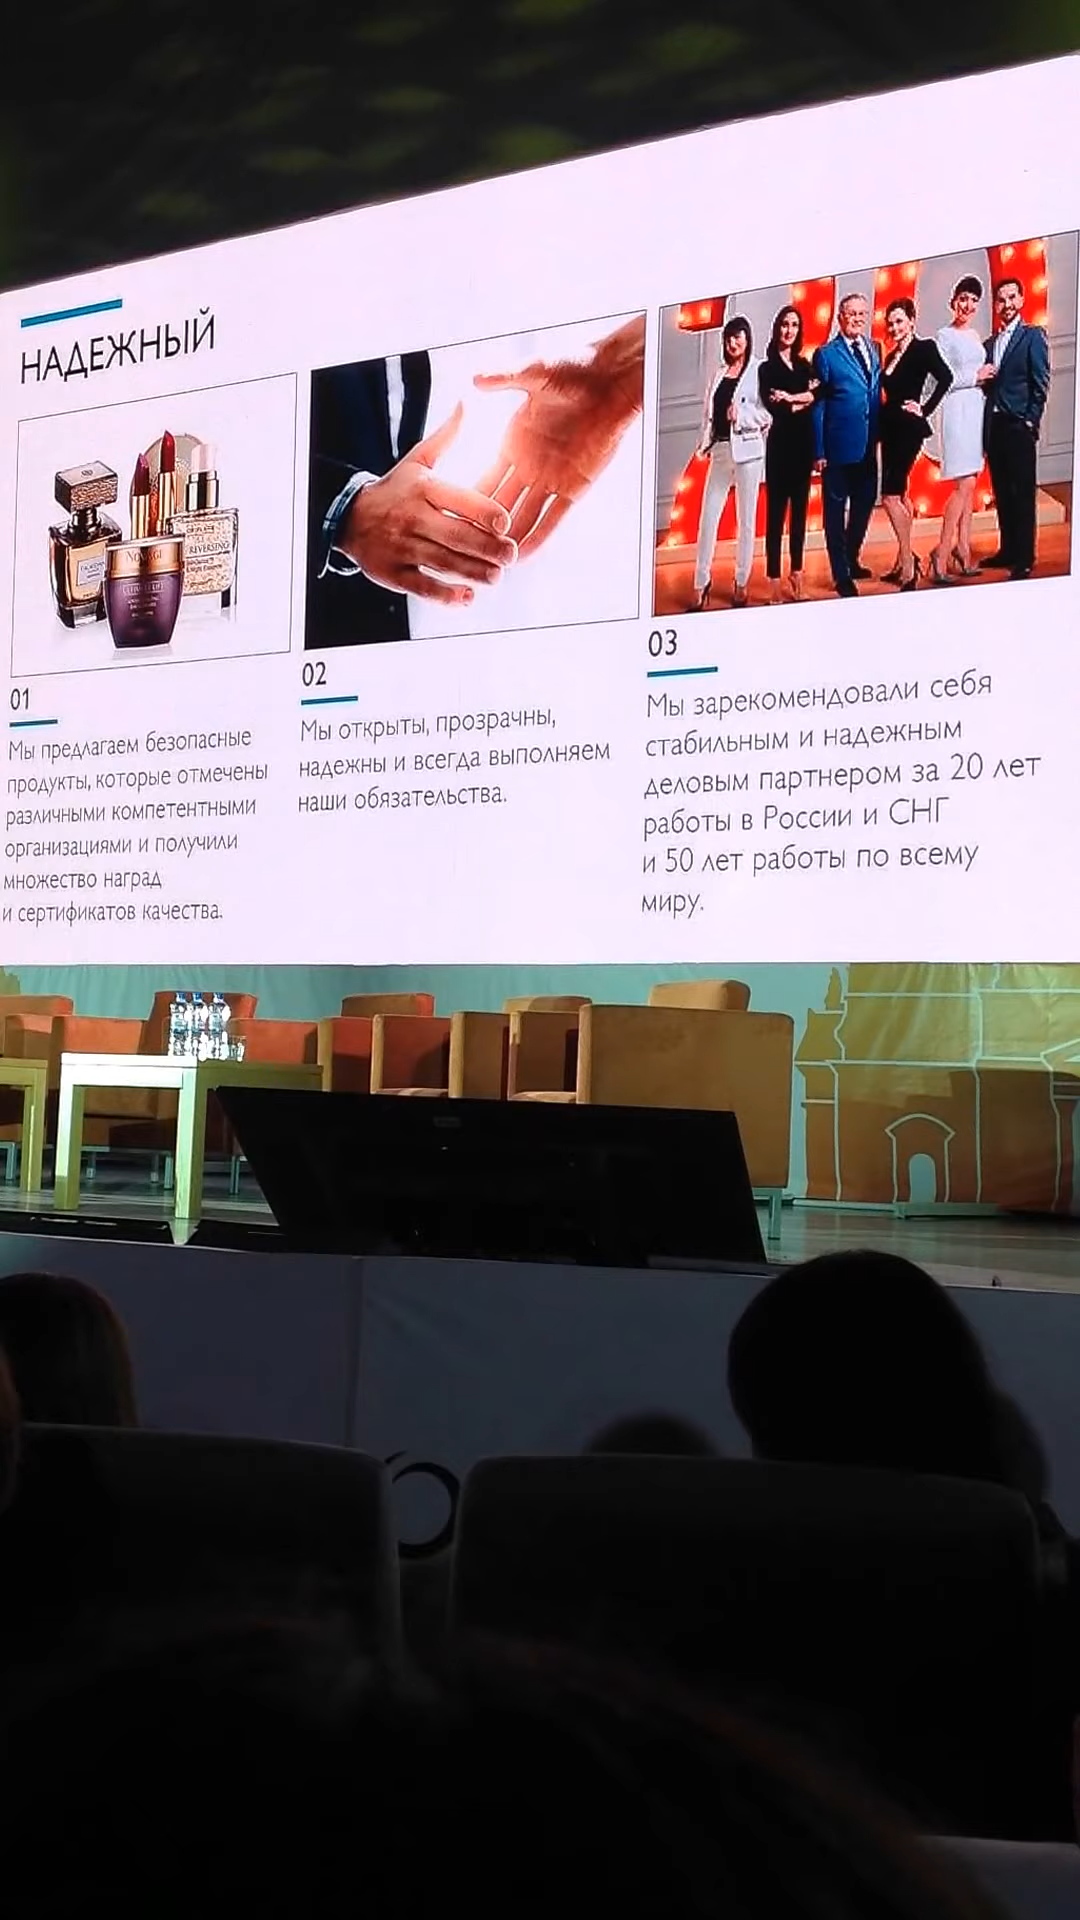 НАДЕЖНЫЙ
NOVAGE
REVERSING
01
Мы предлагаем безопасные
продукты, которые отмечены
различными компетентными
организациями и получили
множество наград
и сертификатов качества.
02
Мы открыты, прозрачны,
надежны и всегда выполняем
наши обязательства.
03
Мы зарекомендовали себя
стабильным и надежным
деловым партнером за 20 лет
работы в России и СНГ
и 50 лет работы по всему
миру.